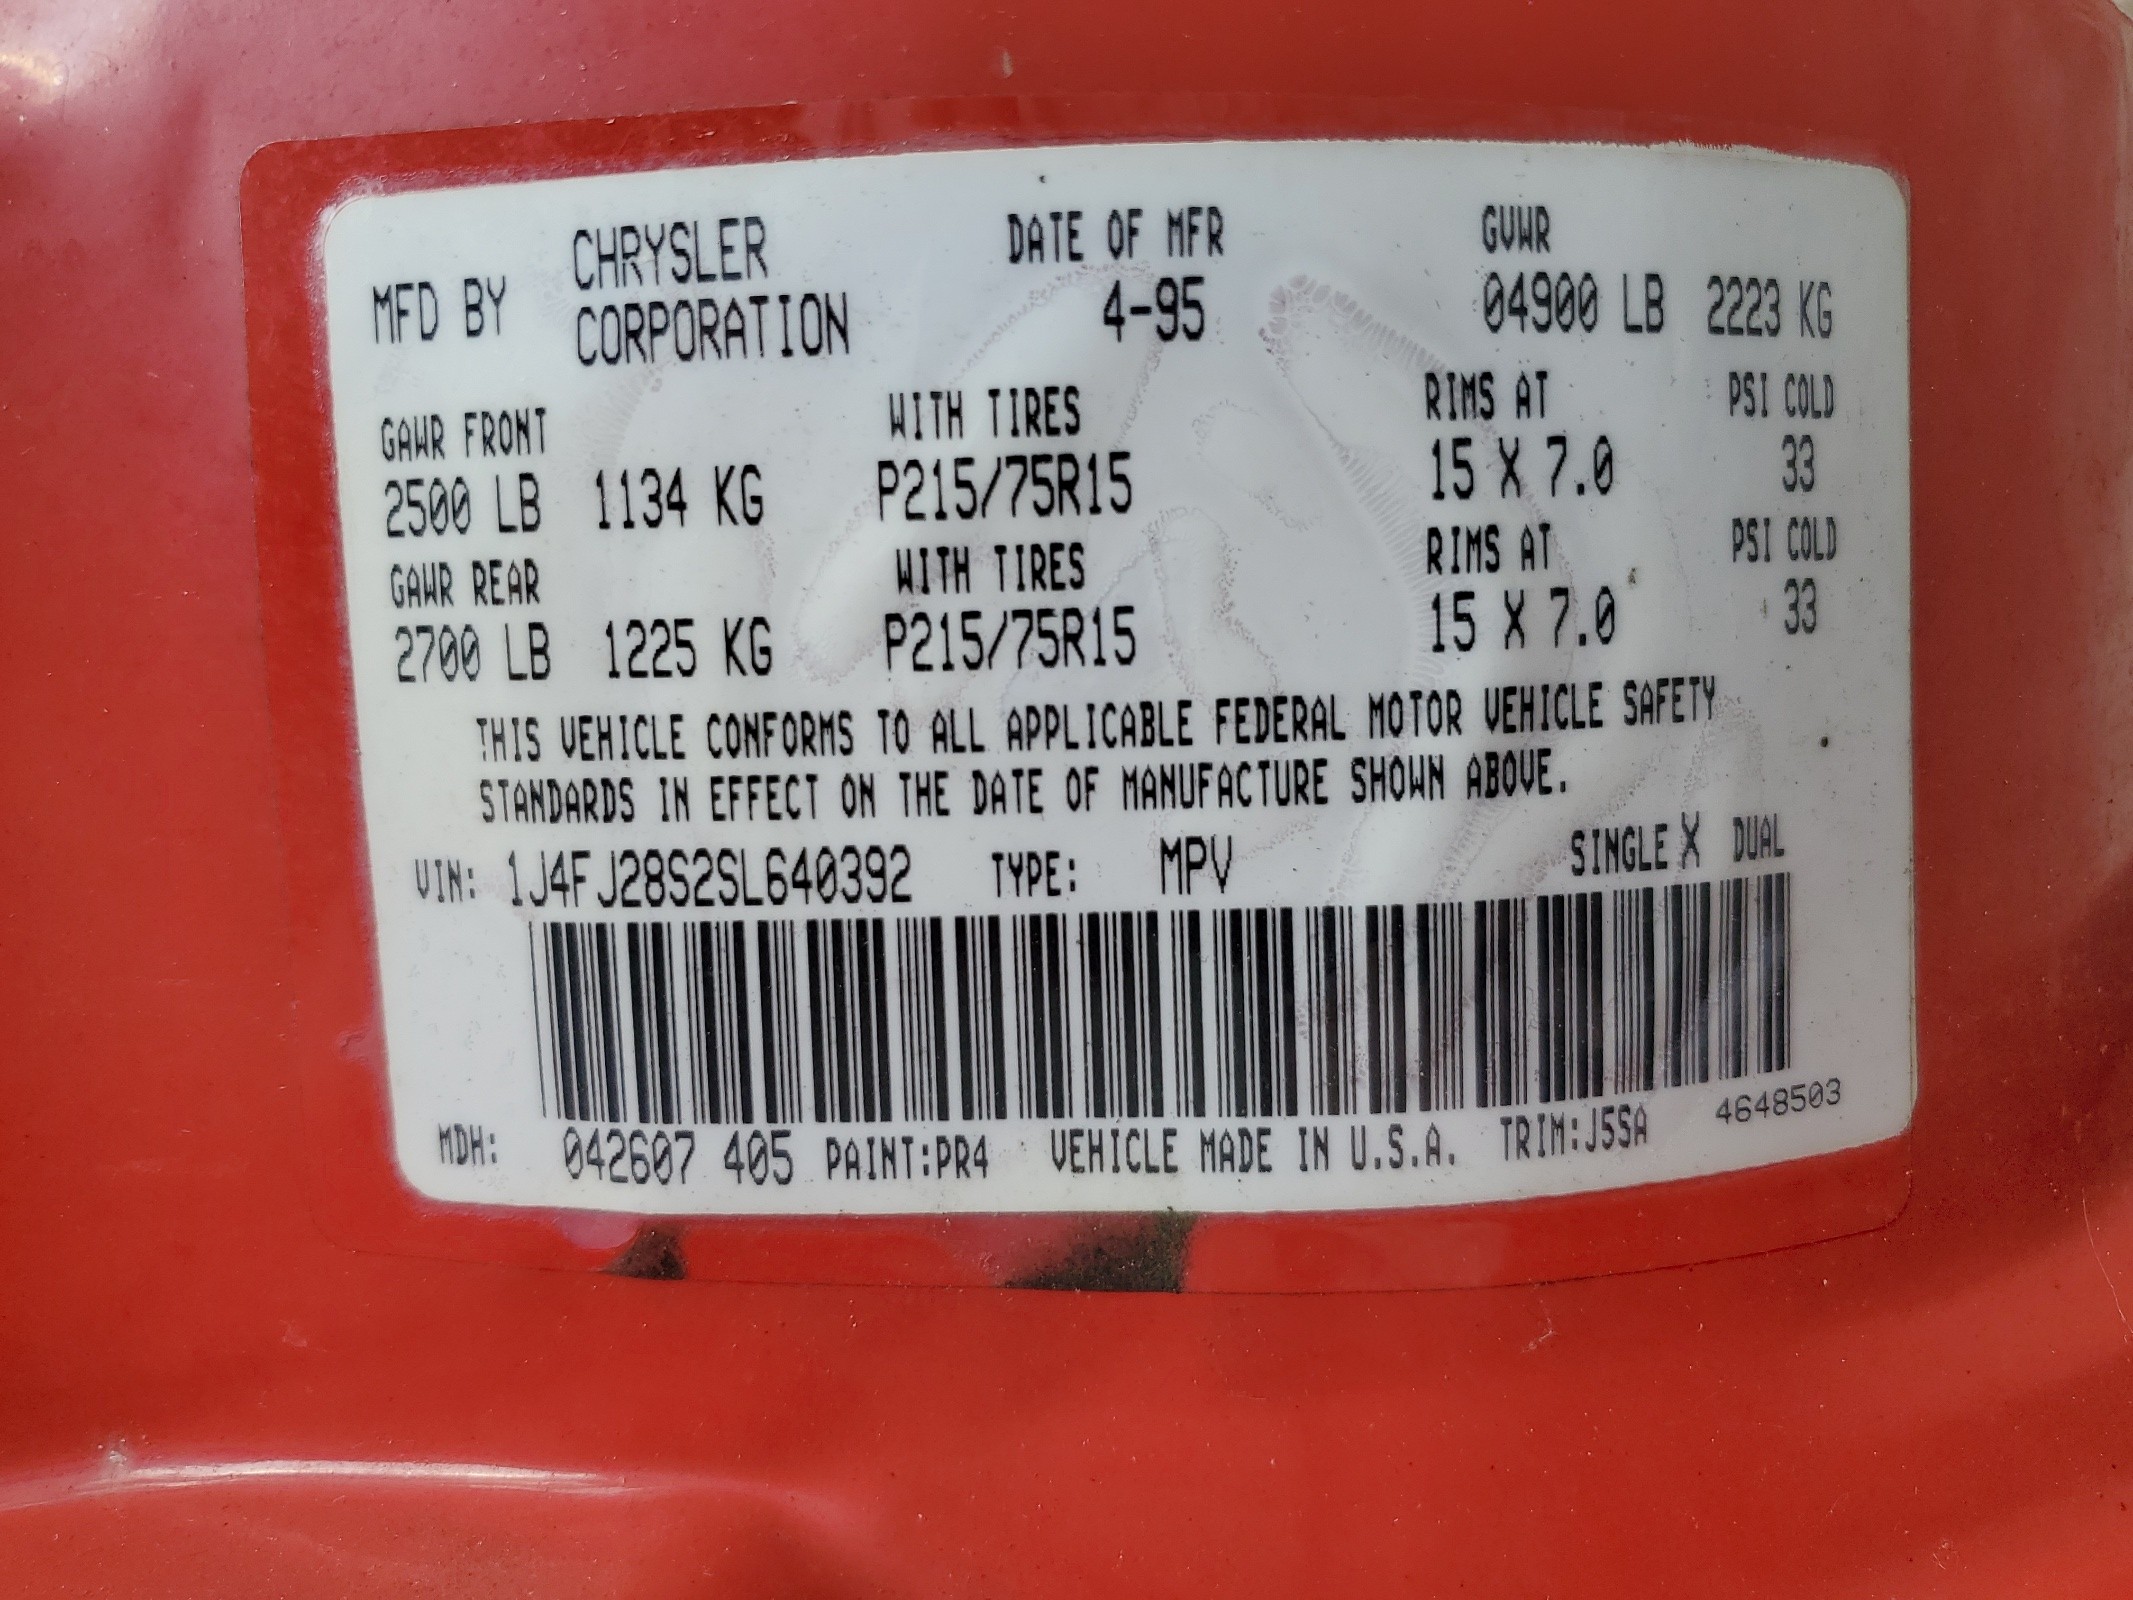 MFD BY CHRYSLER CORPORATION DATE OF MFR 4-95 GVWR 04900 LB 2223 KG
GAWR FRONT WITH TIRES RIMS AT PSI COLD
2500 LB 1134 KG P215/75R15 15 X 7.0 33
GAWR REAR WITH TIRES RIMS AT PSI COLD
2700 LB 1225 KG P215/75R15 15 X 7.0 33
THIS VEHICLE CONFORMS TO ALL APPLICABLE FEDERAL MOTOR VEHICLE SAFETY
STANDARDS IN EFFECT ON THE DATE OF MANUFACTURE SHOWN ABOVE.
VIN: 1J4FJ28S2SL640392 TYPE: MPV SINGLE X DUAL
MDH: 042607 405 PAINT:PR4 VEHICLE MADE IN U.S.A. TRIM:J5SA 4648503